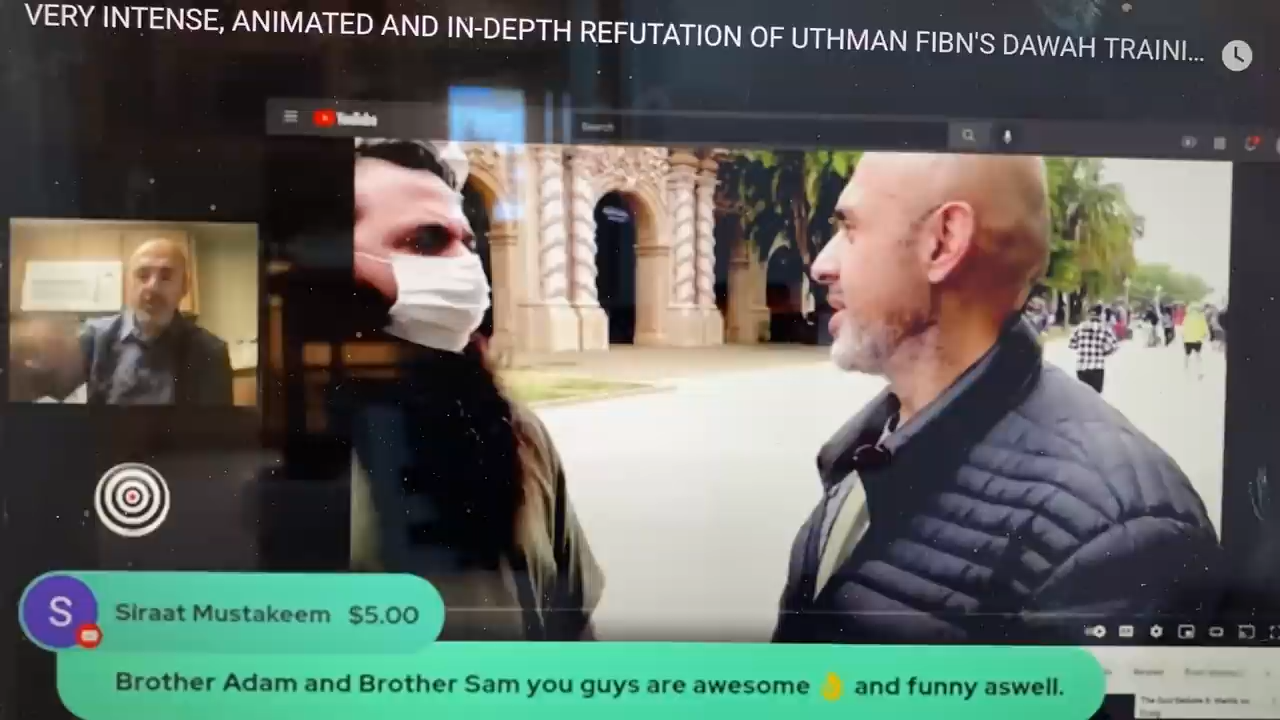 VERY INTENSE, ANIMATED AND IN-DEPTH REFUTATION OF UTHMAN FIBN'S DAWAH TRAINI...
YouTube
Search
S
Siraat Mustakeem $5.00
Brother Adam and Brother Sam you guys are awesome 👌 and funny aswell.